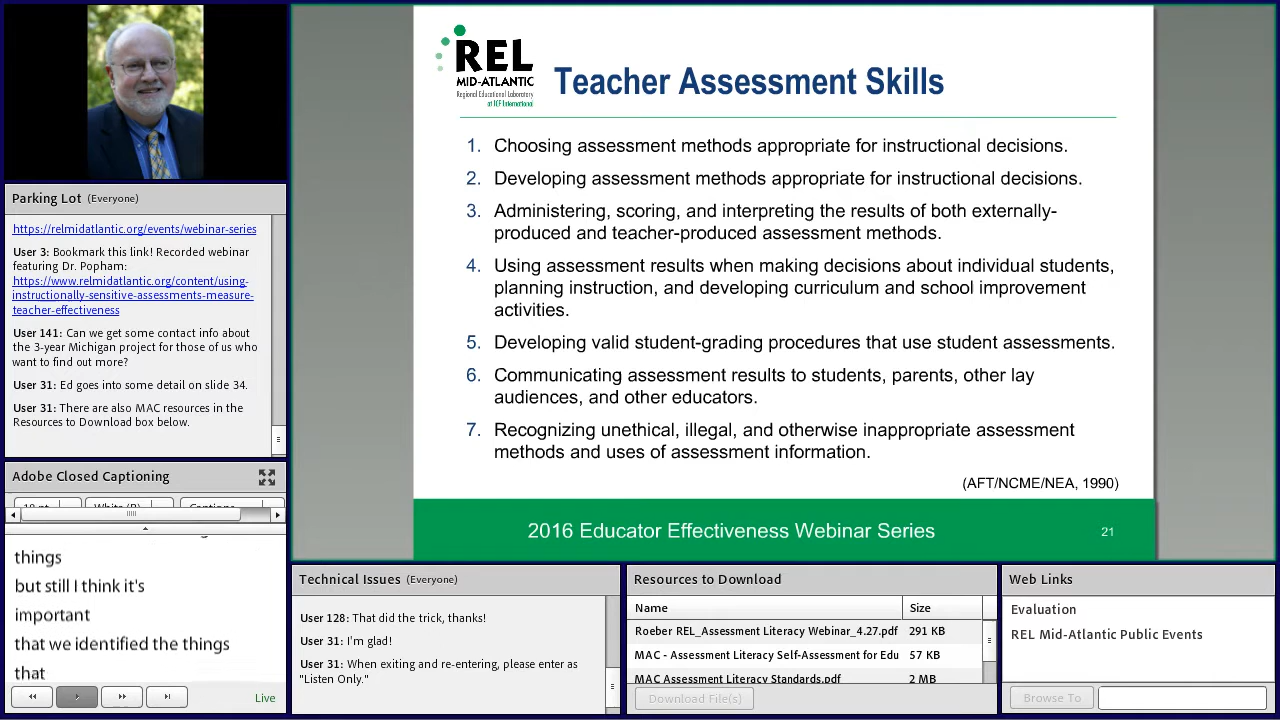 REL
MID-ATLANTIC
Regional Educational Laboratory
at ICF International
Teacher Assessment Skills
1. Choosing assessment methods appropriate for instructional decisions.
2. Developing assessment methods appropriate for instructional decisions.
3. Administering, scoring, and interpreting the results of both externally-
produced and teacher-produced assessment methods.
4. Using assessment results when making decisions about individual students,
planning instruction, and developing curriculum and school improvement
activities.
5. Developing valid student-grading procedures that use student assessments.
6. Communicating assessment results to students, parents, other lay
audiences, and other educators.
7. Recognizing unethical, illegal, and otherwise inappropriate assessment
methods and uses of assessment information.
(AFT/NCME/NEA, 1990)
2016 Educator Effectiveness Webinar Series
21
Parking Lot (Everyone)
https://relmidatlantic.org/events/webinar-series
User 3: Bookmark this link! Recorded webinar
featuring Dr. Popham:
https://www.relmidatlantic.org/content/using-
instructionally-sensitive-assessments-measure-
teacher-effectiveness
User 141: Can we get some contact info about
the 3-year Michigan project for those of us who
want to find out more?
User 31: Ed goes into some detail on slide 34.
User 31: There are also MAC resources in the
Resources to Download box below.
Adobe Closed Captioning
things
but still I think it's
important
that we identified the things
that
Live
Technical Issues (Everyone)
User 128: That did the trick, thanks!
User 31: I'm glad!
User 31: When exiting and re-entering, please enter as
"Listen Only."
Resources to Download
Name Size
Roeber REL_Assessment Literacy Webinar_4.27.pdf 291 KB
MAC - Assessment Literacy Self-Assessment for Edu 57 KB
MAC Assessment Literacy Standards.pdf 2 MB
Download File(s)
Web Links
Evaluation
REL Mid-Atlantic Public Events
Browse To